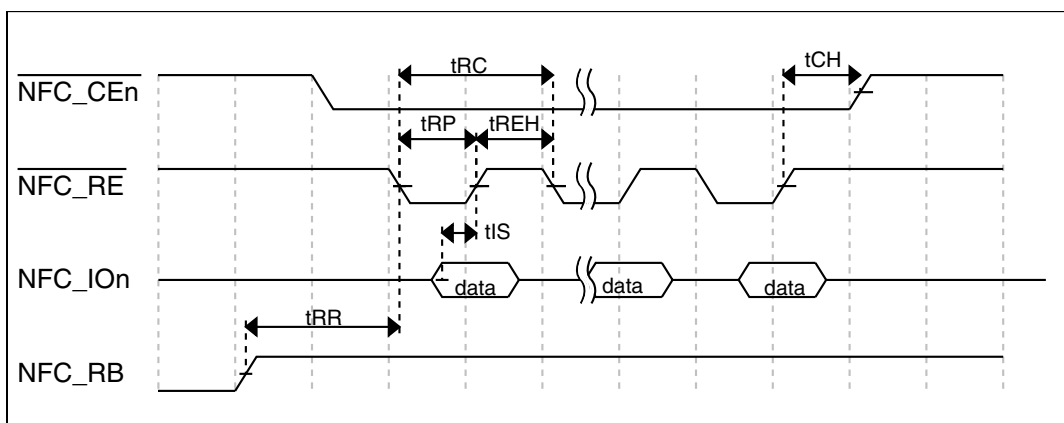 tRC
tCH
NFC_CEn
tRP
tREH
NFC_RE
tIS
NFC_IOn
data
data
data
tRR
NFC_RB